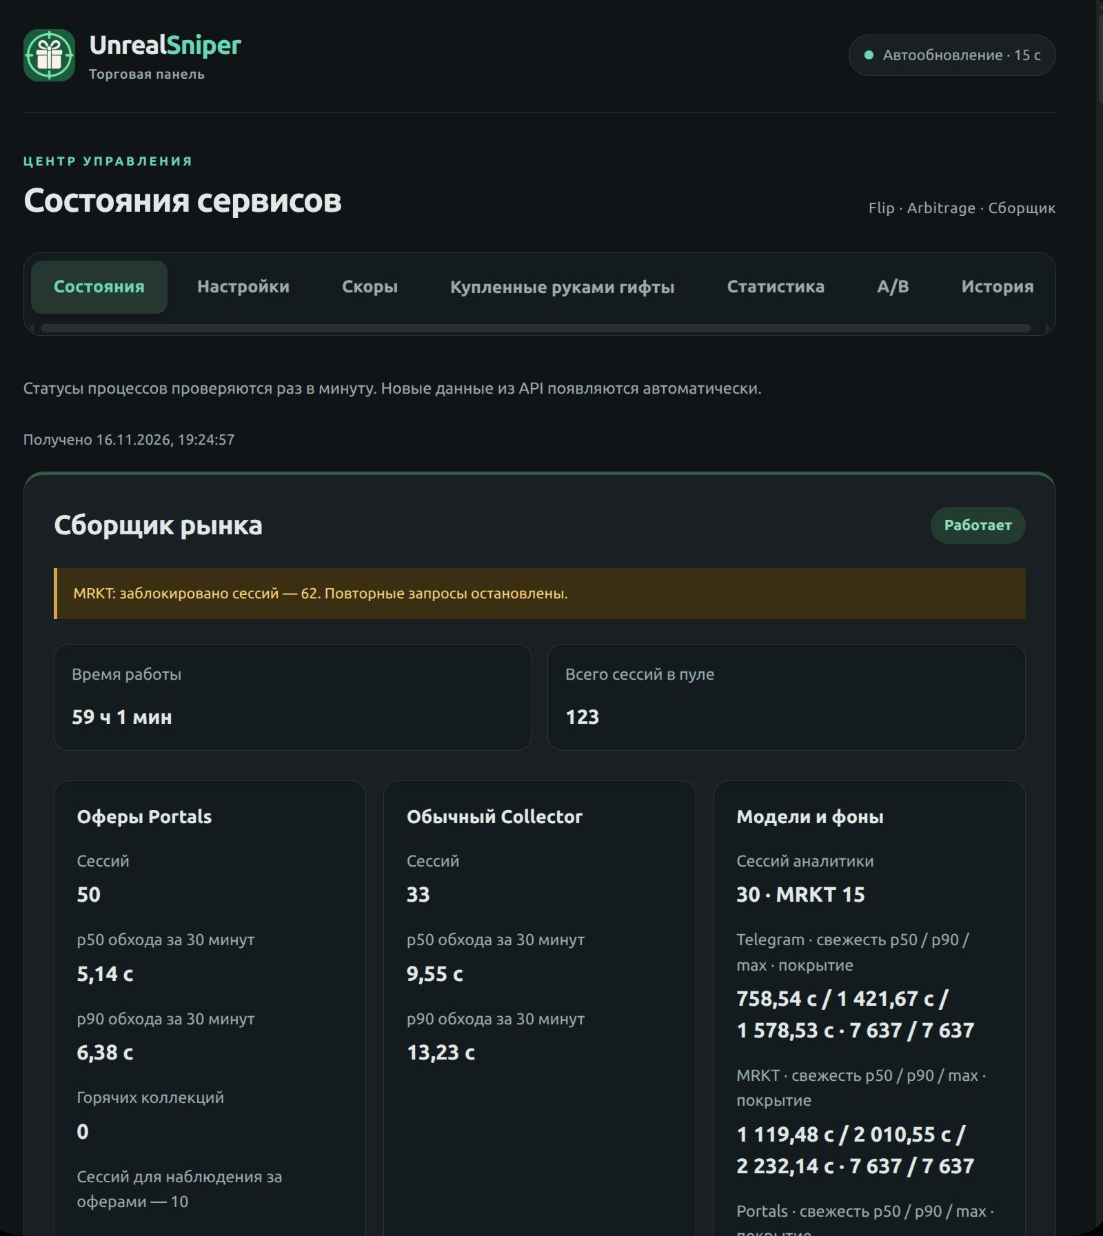 UnrealSniper
Торговая панель
Автообновление · 15 с
ЦЕНТР УПРАВЛЕНИЯ
Состояния сервисов
Flip · Arbitrage · Сборщик
Состояния
Настройки
Скоры
Купленные руками гифты
Статистика
A/B
История
Статусы процессов проверяются раз в минуту. Новые данные из API появляются автоматически.
Получено 16.11.2026, 19:24:57
Сборщик рынка
Работает
MRKT: заблокировано сессий — 62. Повторные запросы остановлены.
Время работы
59 ч 1 мин
Всего сессий в пуле
123
Оферы Portals
Сессий
50
p50 обхода за 30 минут
5,14 с
p90 обхода за 30 минут
6,38 с
Горячих коллекций
0
Сессий для наблюдения за
оферами — 10
Обычный Collector
Сессий
33
p50 обхода за 30 минут
9,55 с
p90 обхода за 30 минут
13,23 с
Модели и фоны
Сессий аналитики
30 · MRKT 15
Telegram · свежесть p50 / p90 /
max · покрытие
758,54 с / 1 421,67 с /
1 578,53 с · 7 637 / 7 637
MRKT · свежесть p50 / p90 / max ·
покрытие
1 119,48 с / 2 010,55 с /
2 232,14 с · 7 637 / 7 637
Portals · свежесть p50 / p90 / max ·
покрытие